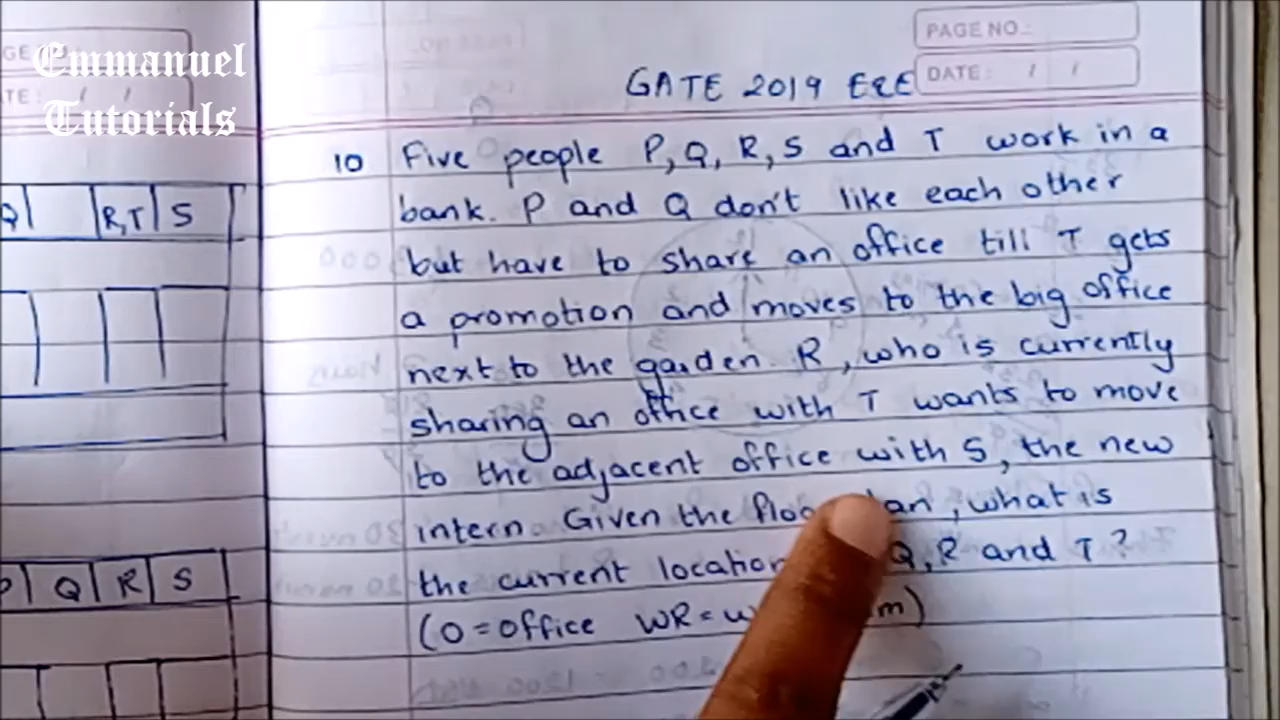 Emmanuel
Tutorials
PAGE NO.:
DATE: / /
GATE 2019 EEE
10 Five people P, Q, R, S and T work in a
bank. P and Q don't like each other
but have to share an office till T gets
a promotion and moves to the big office
next to the garden. R, who is currently
sharing an office with T wants to move
to the adjacent office with S, the new
intern. Given the lan, what is
the current location Q, R and T?
(O = office WR = m)
Q R,T S
Q R S